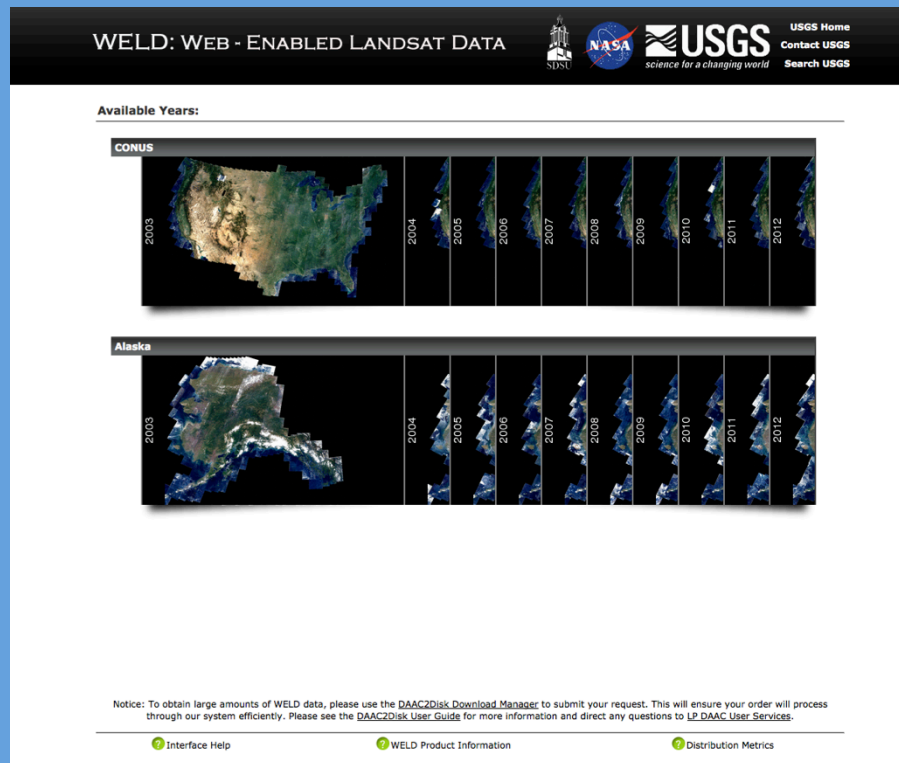 WELD: WEB - ENABLED LANDSAT DATA
SDSU
NASA
USGS
science for a changing world
USGS Home
Contact USGS
Search USGS
Available Years:
CONUS
2003
2004
2005
2006
2007
2008
2009
2010
2011
2012
Alaska
2003
2004
2005
2006
2007
2008
2009
2010
2011
2012
Notice: To obtain large amounts of WELD data, please use the DAAC2Disk Download Manager to submit your request. This will ensure your order will process
through our system efficiently. Please see the DAAC2Disk User Guide for more information and direct any questions to LP DAAC User Services.
? Interface Help
? WELD Product Information
? Distribution Metrics